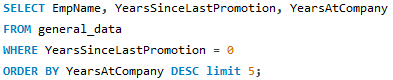 SELECT EmpName, YearsSinceLastPromotion, YearsAtCompany
FROM general_data
WHERE YearsSinceLastPromotion = 0
ORDER BY YearsAtCompany DESC limit 5;